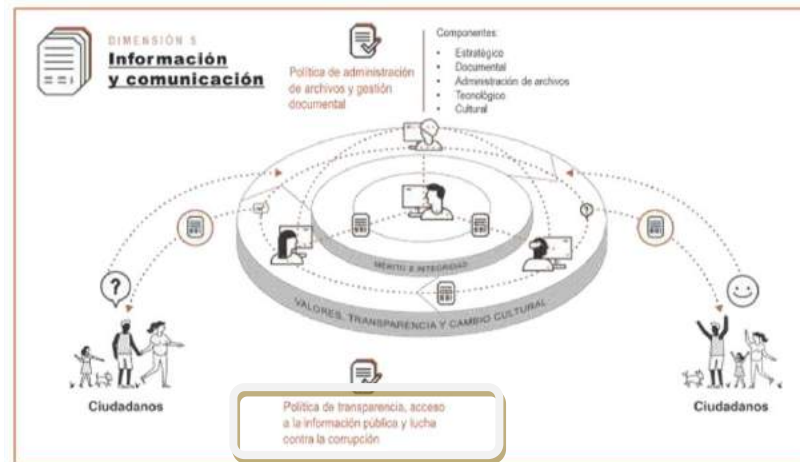 DIMENSIÓN 5
Información
y comunicación
Política de administración
de archivos y gestión
documental
Componentes:
• Estratégico
• Documental
• Administración de archivos
• Tecnológico
• Cultural
?
?
MÉRITO E INTEGRIDAD
VALORES, TRANSPARENCIA Y CAMBIO CULTURAL
Ciudadanos
Ciudadanos
Política de transparencia, acceso
a la información pública y lucha
contra la corrupción